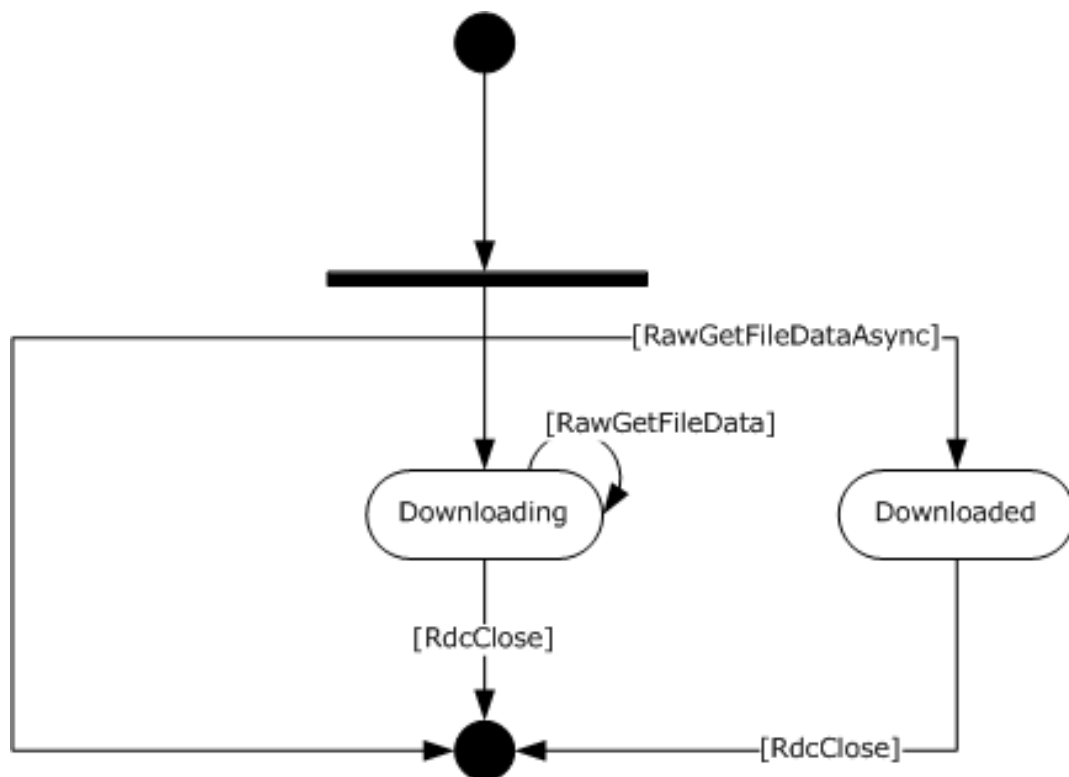 [RawGetFileDataAsync]
[RawGetFileData]
Downloading
Downloaded
[RdcClose]
[RdcClose]